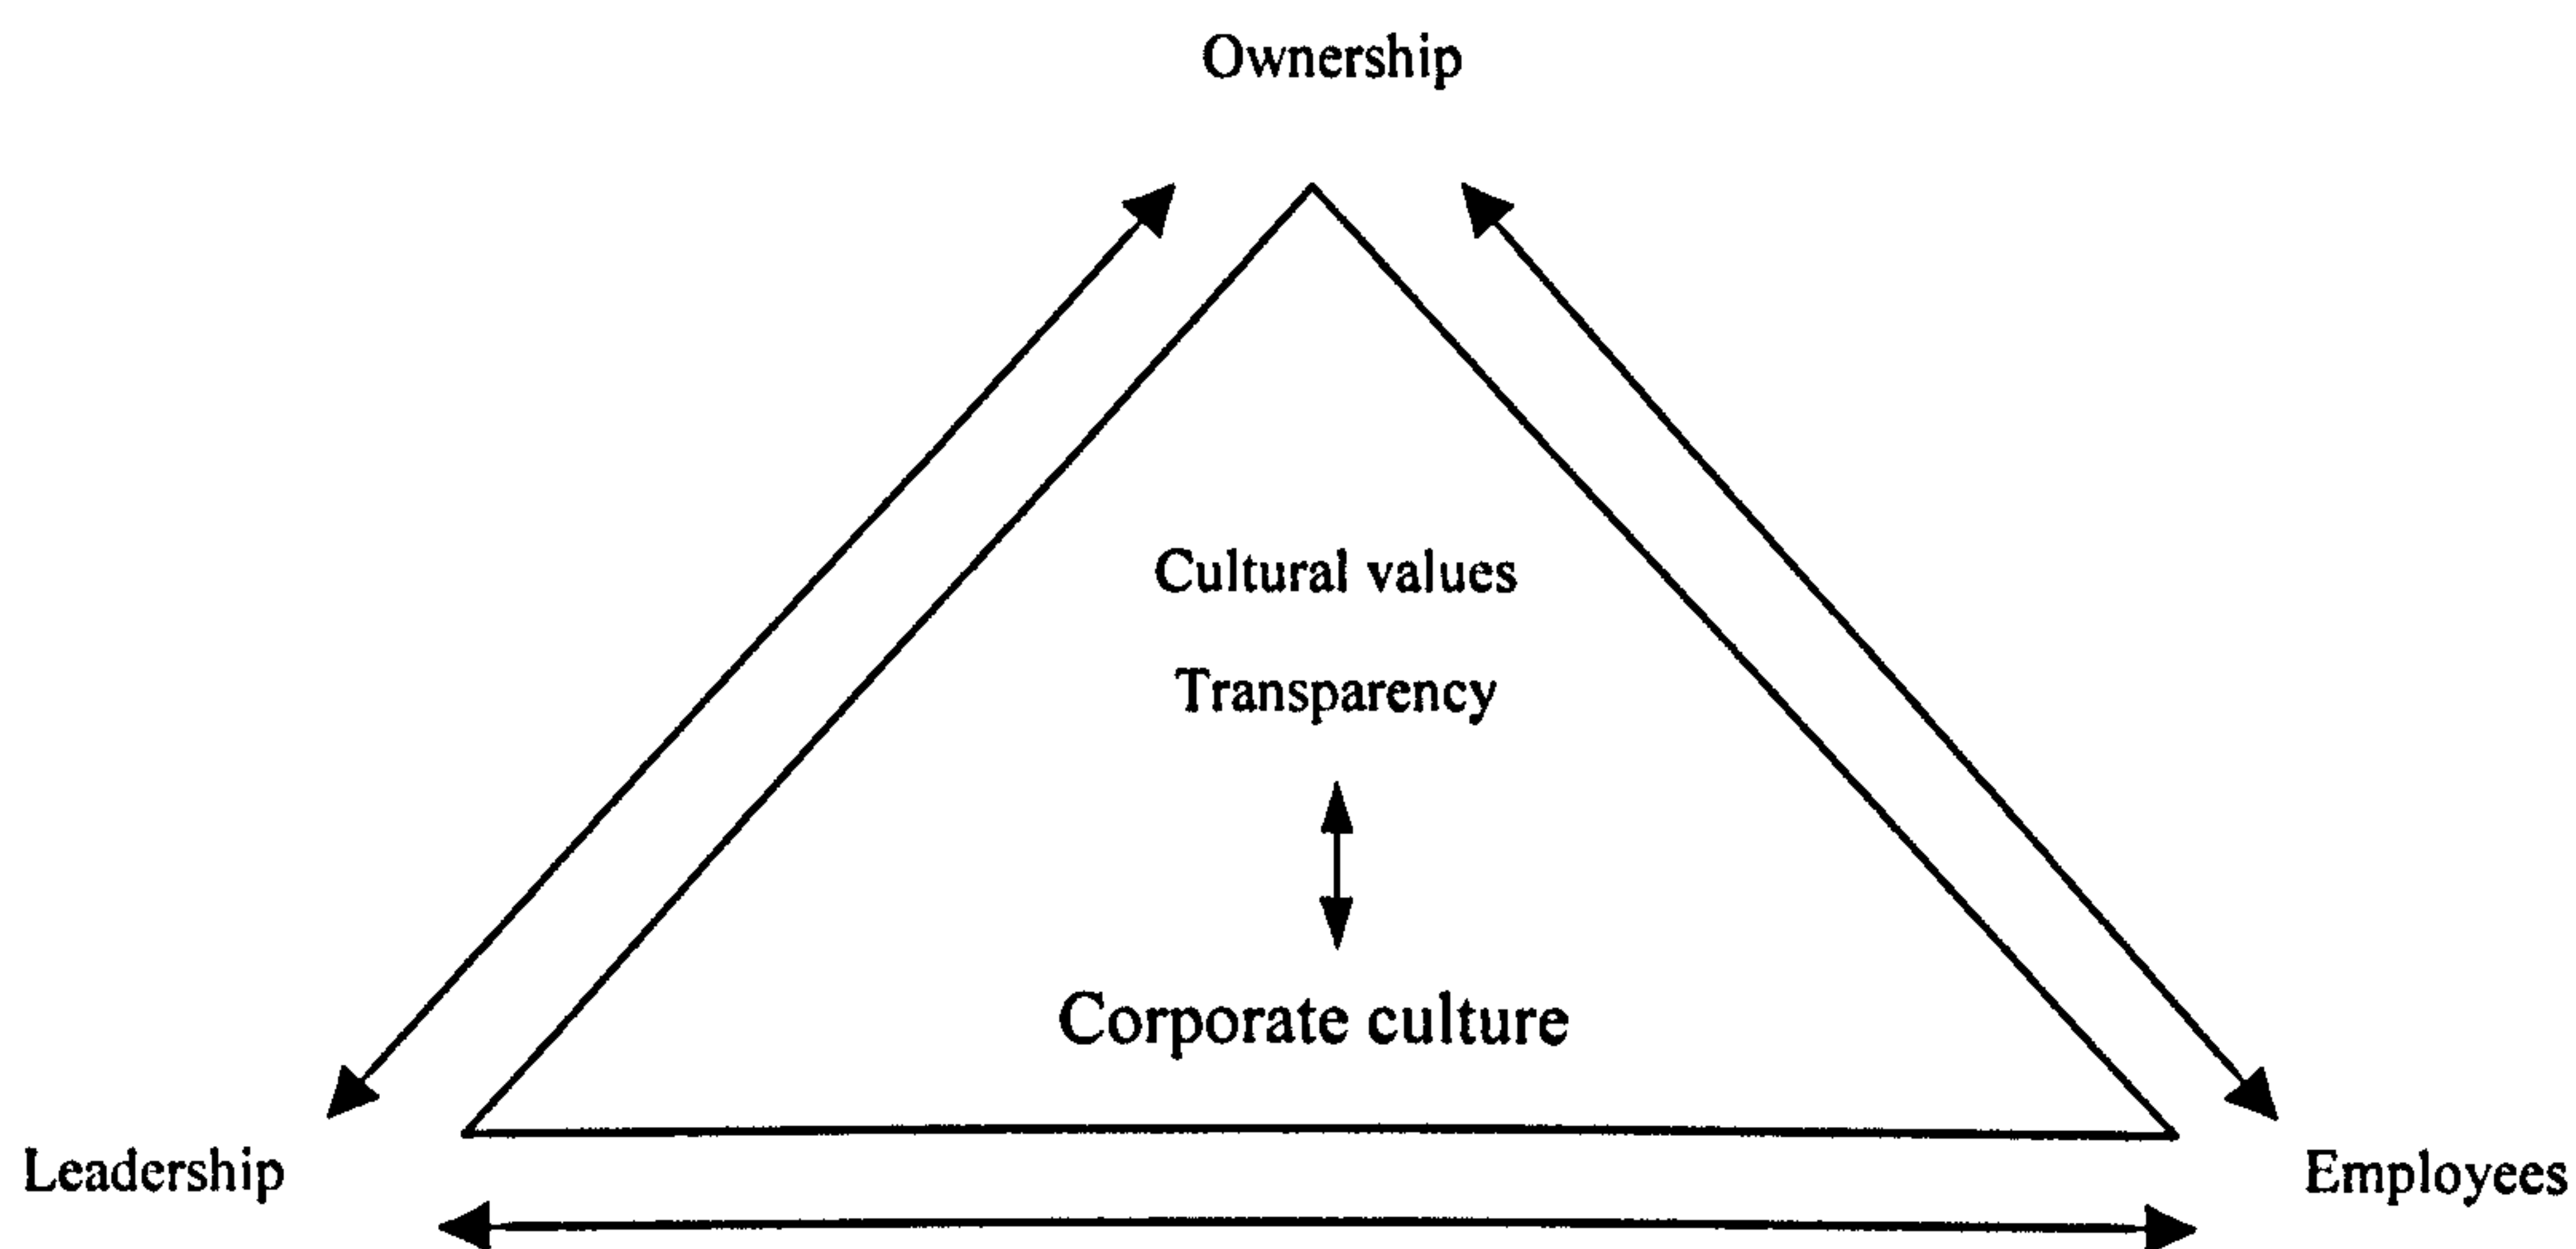 Ownership
Cultural values
Transparency
Corporate culture
Leadership
Employees